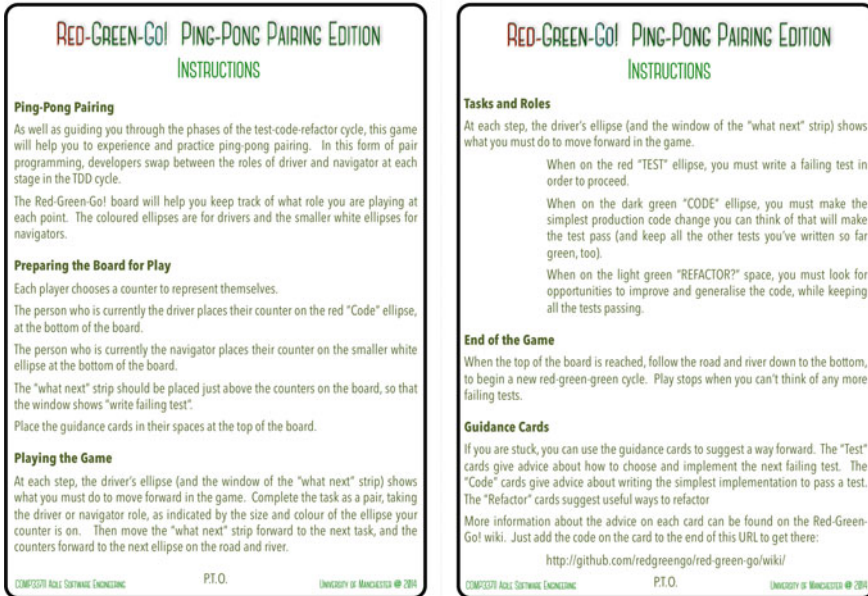 RED-GREEN-GO! PING-PONG PAIRING EDITION
INSTRUCTIONS
Ping-Pong Pairing
As well as guiding you through the phases of the test-code-refactor cycle, this game
will help you to experience and practice ping-pong pairing. In this form of pair
programming, developers swap between the roles of driver and navigator at each
stage in the TDD cycle.
The Red-Green-Go! board will help you keep track of what role you are playing at
each point. The coloured ellipses are for drivers and the smaller white ellipses for
navigators.
Preparing the Board for Play
Each player chooses a counter to represent themselves.
The person who is currently the driver places their counter on the red "Code" ellipse,
at the bottom of the board.
The person who is currently the navigator places their counter on the smaller white
ellipse at the bottom of the board.
The "what next" strip should be placed just above the counters on the board, so that
the window shows "write failing test".
Place the guidance cards in their spaces at the top of the board.
Playing the Game
At each step, the driver's ellipse (and the window of the "what next" strip) shows
what you must do to move forward in the game. Complete the task as a pair, taking
the driver or navigator role, as indicated by the size and colour of the ellipse your
counter is on. Then move the "what next" strip forward to the next task, and the
counters forward to the next ellipse on the road and river.
COMP33711 AGILE SOFTWARE ENGINEERING
P.T.O.
UNIVERSITY OF MANCHESTER @ 2014
RED-GREEN-GO! PING-PONG PAIRING EDITION
INSTRUCTIONS
Tasks and Roles
At each step, the driver's ellipse (and the window of the "what next" strip) shows
what you must do to move forward in the game.
When on the red "TEST" ellipse, you must write a failing test in
order to proceed.
When on the dark green "CODE" ellipse, you must make the
simplest production code change you can think of that will make
the test pass (and keep all the other tests you've written so far
green, too).
When on the light green "REFACTOR?" space, you must look for
opportunities to improve and generalise the code, while keeping
all the tests passing.
End of the Game
When the top of the board is reached, follow the road and river down to the bottom,
to begin a new red-green-green cycle. Play stops when you can't think of any more
failing tests.
Guidance Cards
If you are stuck, you can use the guidance cards to suggest a way forward. The "Test"
cards give advice about how to choose and implement the next failing test. The
"Code" cards give advice about writing the simplest implementation to pass a test.
The "Refactor" cards suggest useful ways to refactor
More information about the advice on each card can be found on the Red-Green-
Go! wiki. Just add the code on the card to the end of this URL to get there:
http://github.com/redgreengo/red-green-go/wiki/
COMP33711 AGILE SOFTWARE ENGINEERING
P.T.O.
UNIVERSITY OF MANCHESTER @ 2014